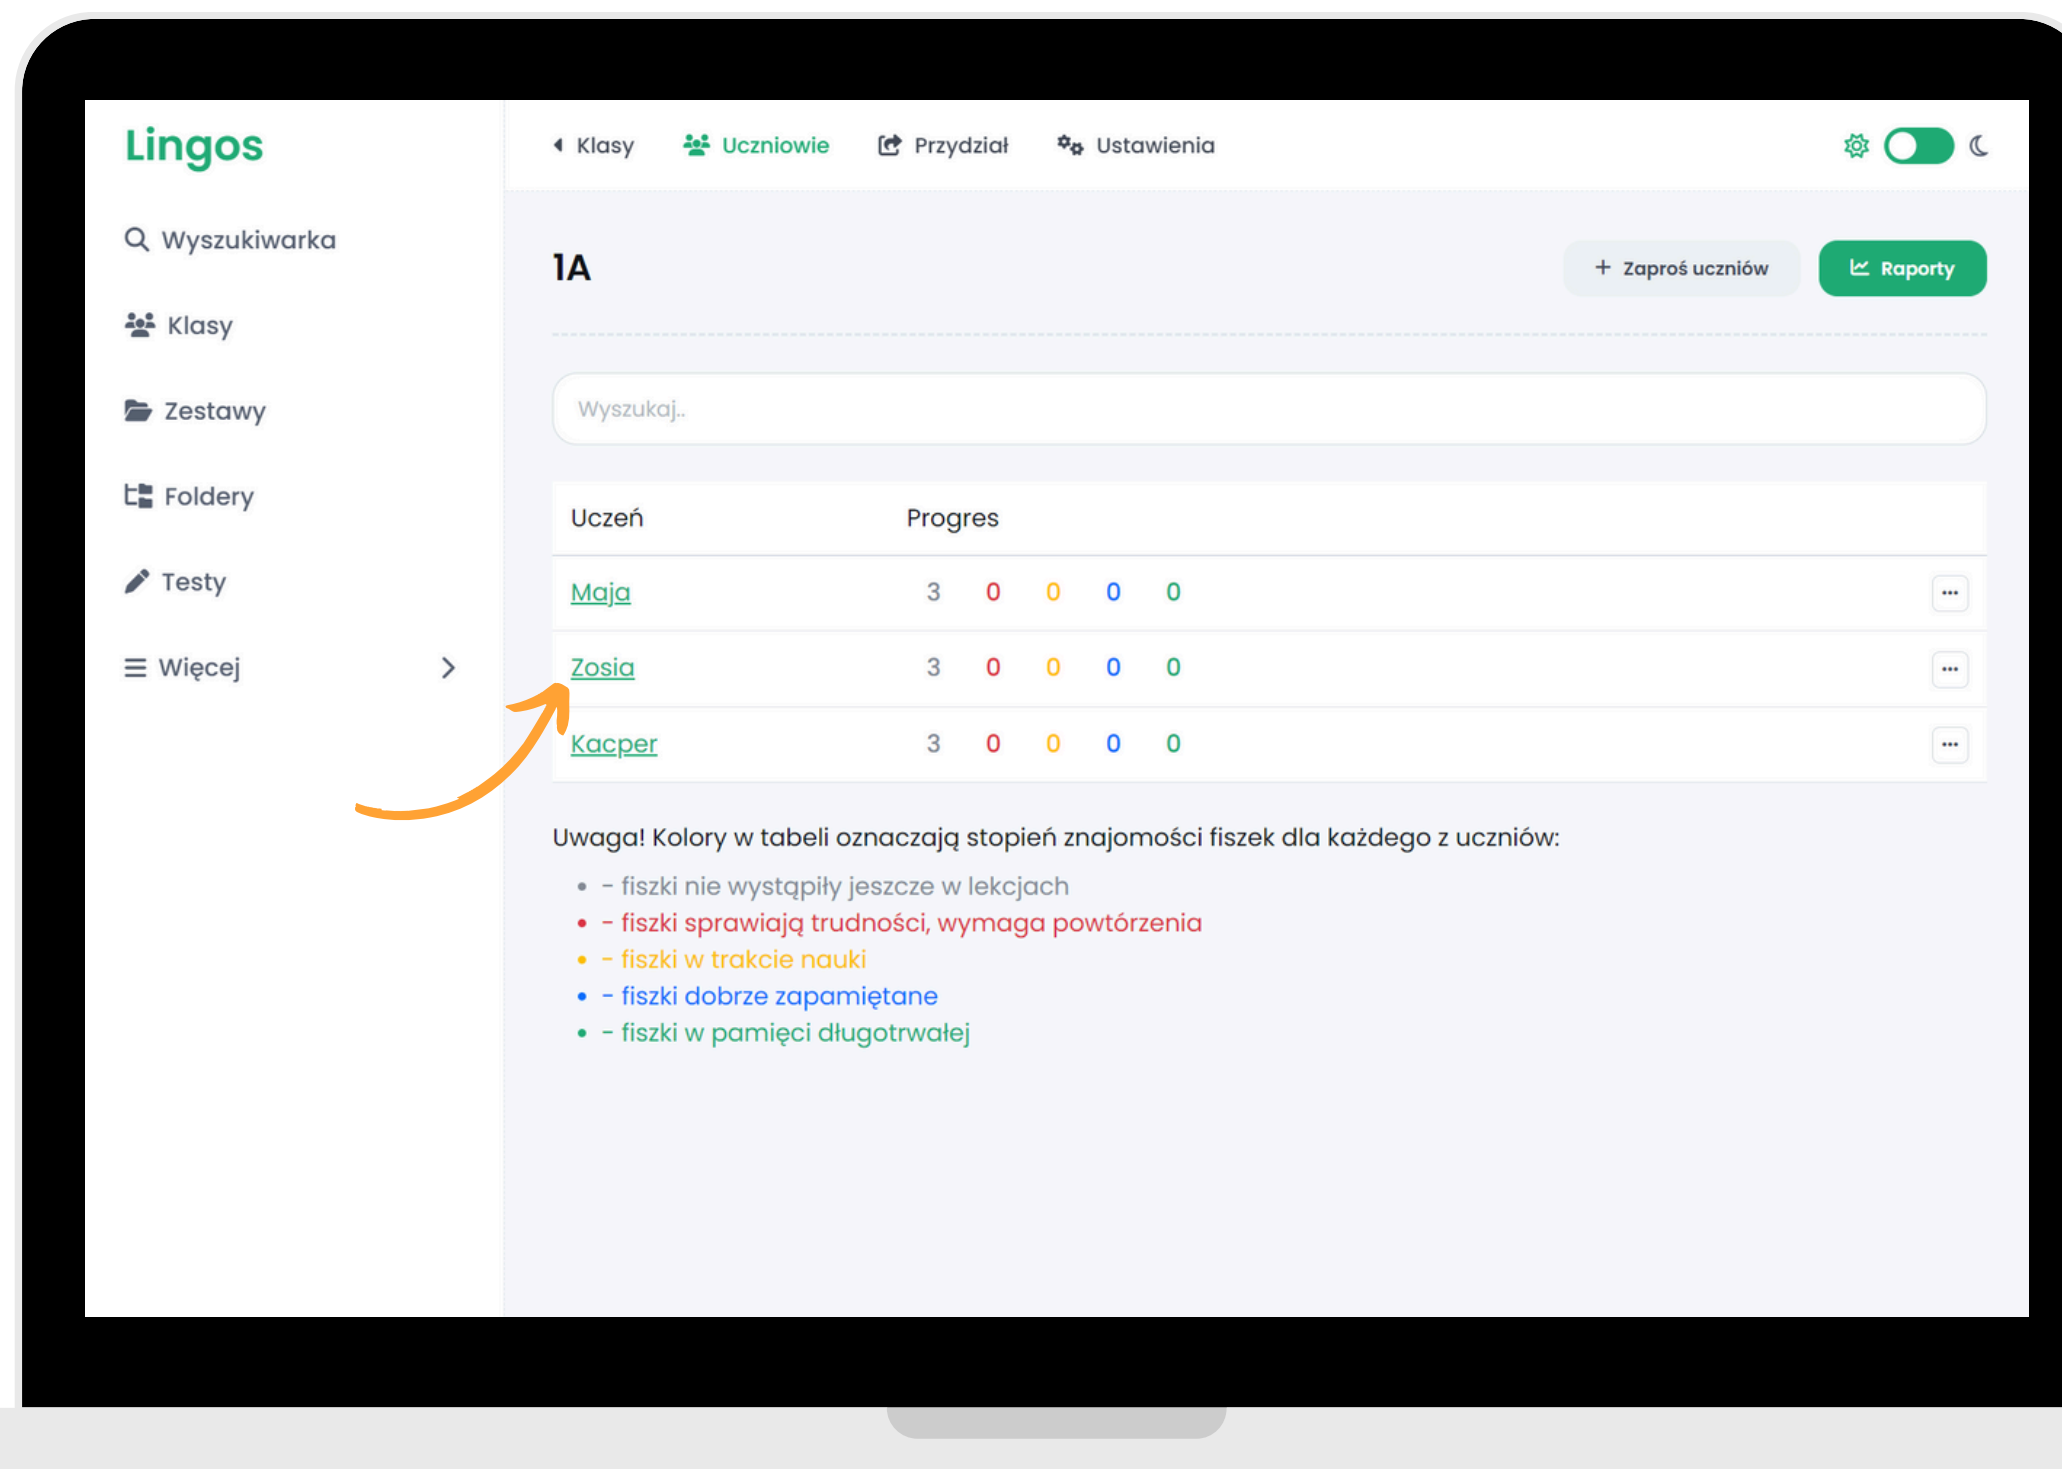 Lingos
Klasy Uczniowie Przydział Ustawienia
Wyszukiwarka
Klasy
Zestawy
Foldery
Testy
Więcej
1A
+ Zaproś uczniów Raporty
Wyszukaj..
Uczeń Progres
Maja 3 0 0 0 0 ...
Zosia 3 0 0 0 0 ...
Kacper 3 0 0 0 0 ...
Uwaga! Kolory w tabeli oznaczają stopień znajomości fiszek dla każdego z uczniów:
• - fiszki nie wystąpiły jeszcze w lekcjach
• - fiszki sprawiają trudności, wymaga powtórzenia
• - fiszki w trakcie nauki
• - fiszki dobrze zapamiętane
• - fiszki w pamięci długotrwałej